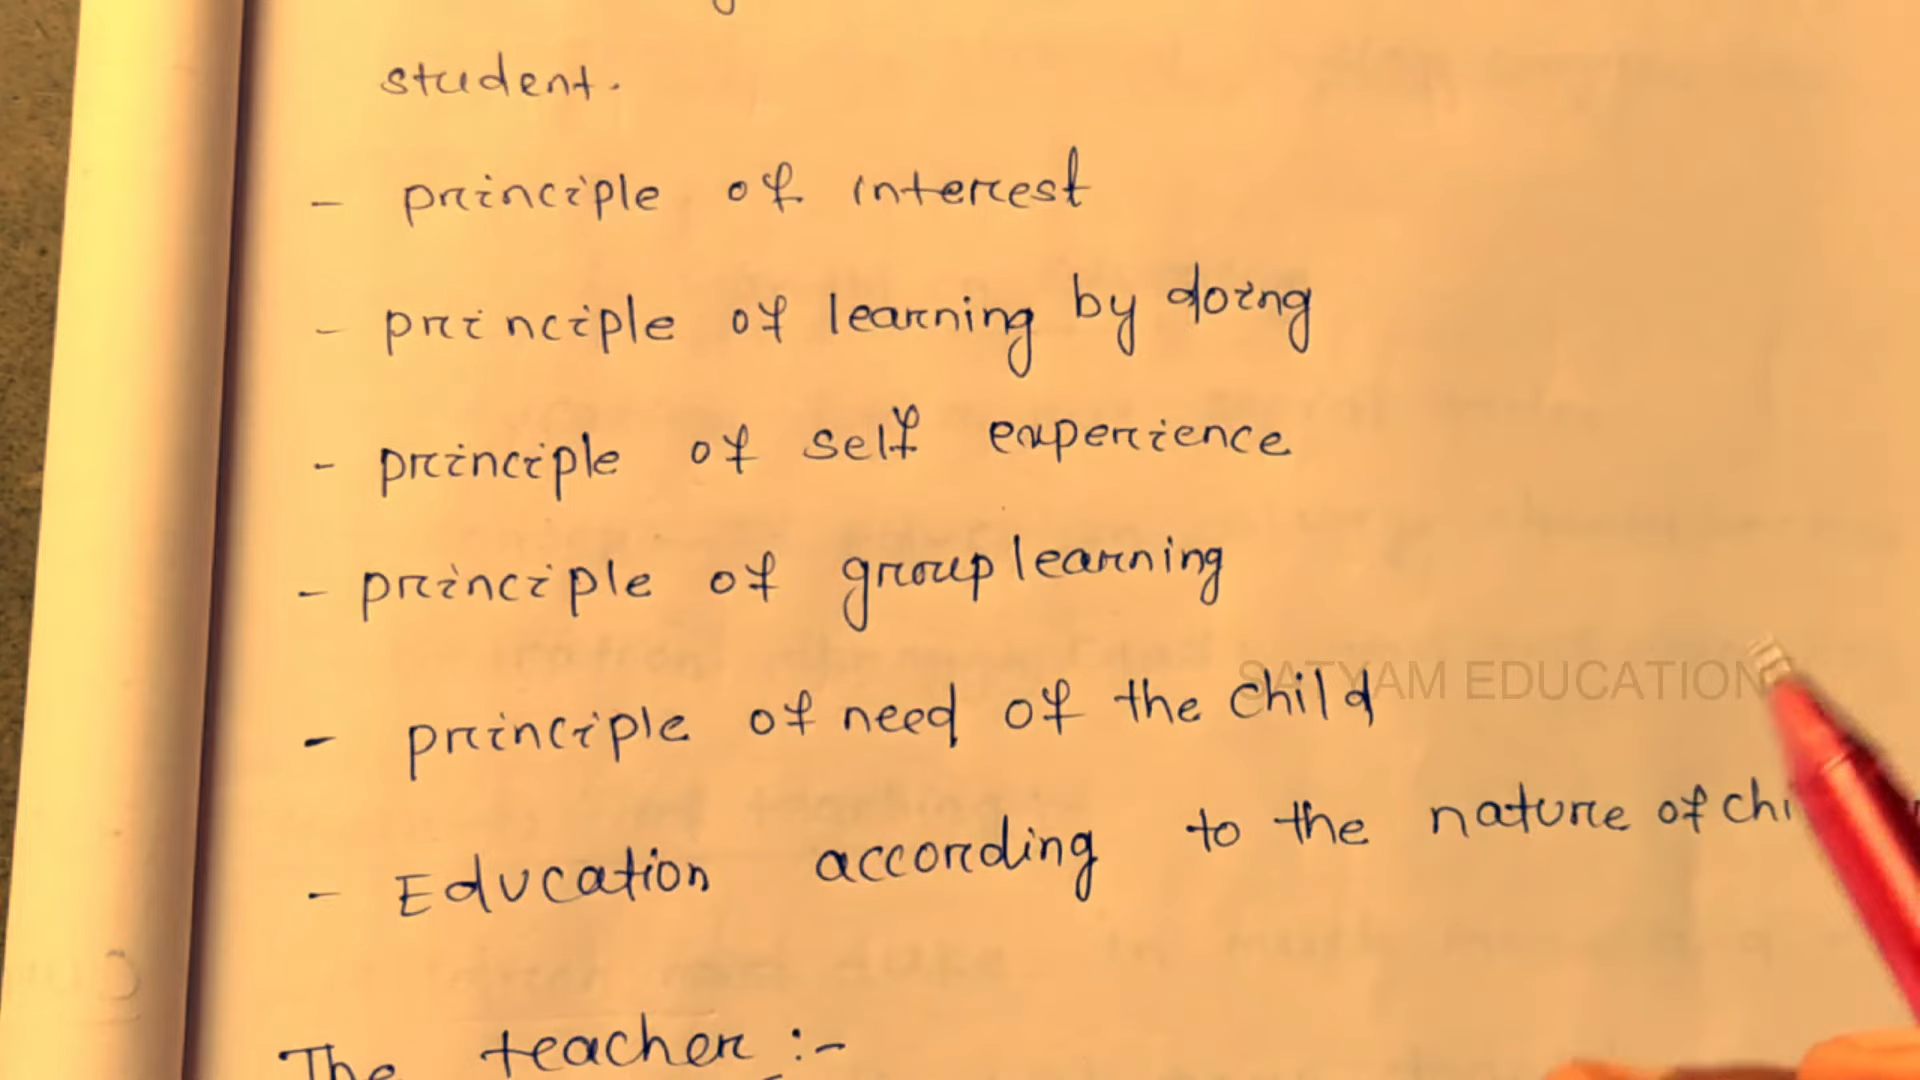 student.
- principle of interest
- principle of learning by doing
- principle of self experience
- principle of group learning
- principle of need of the child
SATYAM EDUCATION
- Education according to the nature of
The teacher :-